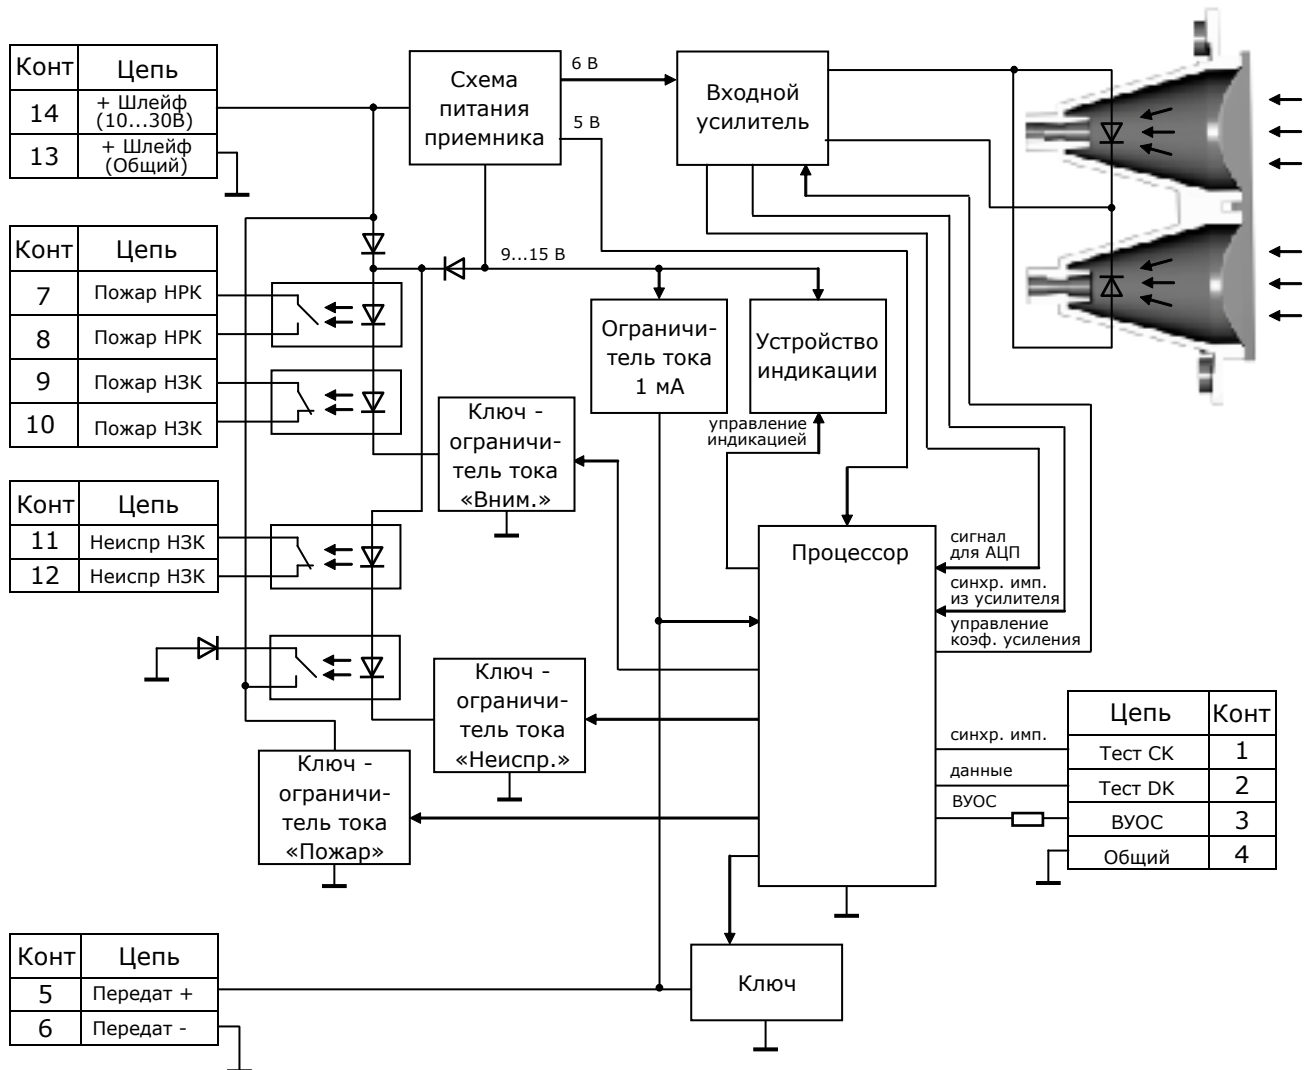 Конт Цепь
14 + Шлейф
(10...30В)
13 + Шлейф
(Общий)
Конт Цепь
7 Пожар НРК
8 Пожар НРК
9 Пожар НЗК
10 Пожар НЗК
Конт Цепь
11 Неиспр НЗК
12 Неиспр НЗК
Схема
питания
приемника
6 В
5 В
Входной
усилитель
9...15 В
Ограничи-
тель тока
1 мА
Устройство
индикации
управление
индикацией
Ключ -
ограничи-
тель тока
«Вним.»
Процессор
сигнал
для АЦП
синхр. имп.
из усилителя
управление
коэф. усиления
Ключ -
ограничи-
тель тока
«Неиспр.»
Ключ -
ограничи-
тель тока
«Пожар»
синхр. имп.
данные
ВУОС
Цепь Конт
Тест СК 1
Тест DK 2
ВУОС 3
Общий 4
Конт Цепь
5 Передат +
6 Передат -
Ключ